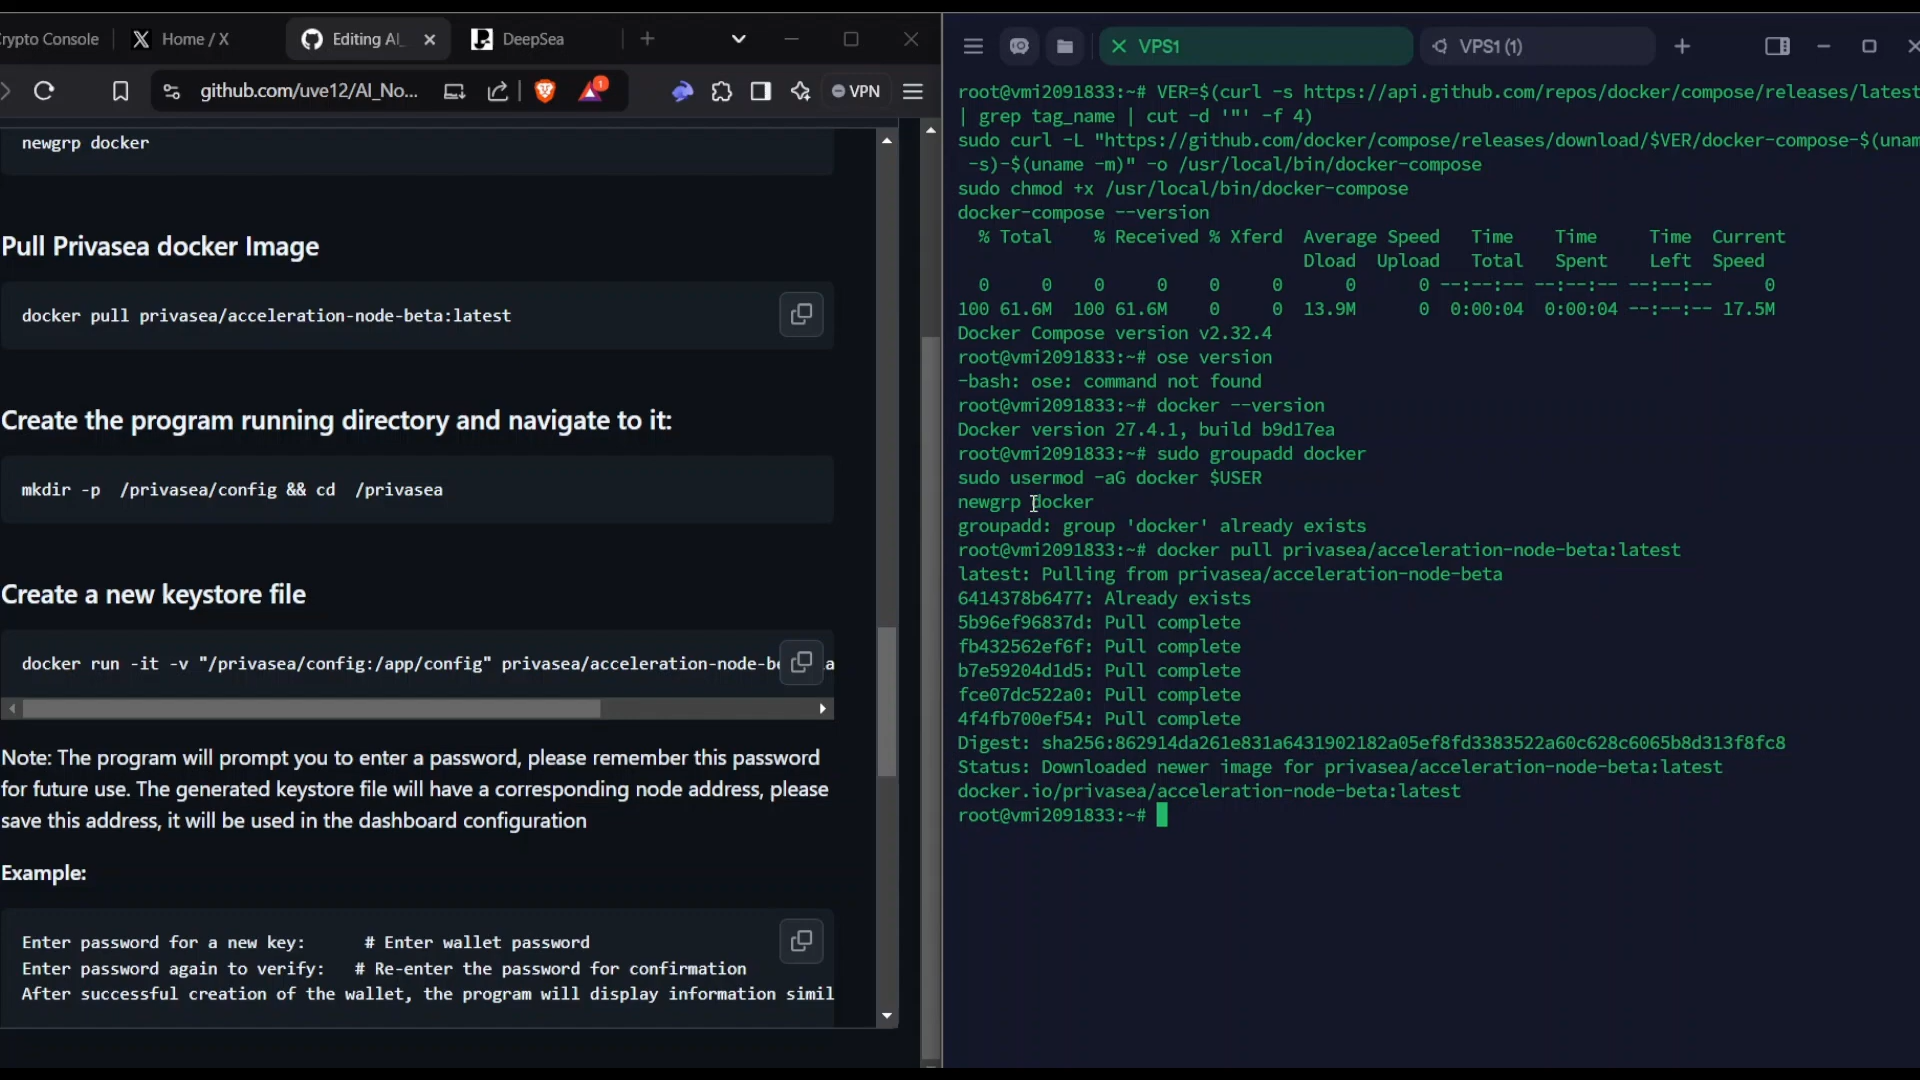 rypto Console
Home / X
Editing AI_
DeepSea
github.com/uve12/AI_No...
1
VPN
newgrp docker
Pull Privasea docker Image
docker pull privasea/acceleration-node-beta:latest
Create the program running directory and navigate to it:
mkdir -p  /privasea/config && cd  /privasea
Create a new keystore file
docker run -it -v "/privasea/config:/app/config" privasea/acceleration-node-be
Note: The program will prompt you to enter a password, please remember this password
for future use. The generated keystore file will have a corresponding node address, please
save this address, it will be used in the dashboard configuration
Example:
Enter password for a new key:      # Enter wallet password
Enter password again to verify:   # Re-enter the password for confirmation
After successful creation of the wallet, the program will display information simil
VPS1
VPS1 (1)
root@vmi2091833:~# VER=$(curl -s https://api.github.com/repos/docker/compose/releases/latest
| grep tag_name | cut -d '"' -f 4)
sudo curl -L "https://github.com/docker/compose/releases/download/$VER/docker-compose-$(unam
-s)-$(uname -m)" -o /usr/local/bin/docker-compose
sudo chmod +x /usr/local/bin/docker-compose
docker-compose --version
% Total    % Received % Xferd  Average Speed   Time    Time     Time  Current
Dload  Upload   Total   Spent    Left  Speed
0     0    0     0    0     0      0      0 --:--:-- --:--:-- --:--:--     0
100 61.6M  100 61.6M    0     0  13.9M      0  0:00:04  0:00:04 --:--:-- 17.5M
Docker Compose version v2.32.4
root@vmi2091833:~# ose version
-bash: ose: command not found
root@vmi2091833:~# docker --version
Docker version 27.4.1, build b9d17ea
root@vmi2091833:~# sudo groupadd docker
sudo usermod -aG docker $USER
newgrp docker
groupadd: group 'docker' already exists
root@vmi2091833:~# docker pull privasea/acceleration-node-beta:latest
latest: Pulling from privasea/acceleration-node-beta
6414378b6477: Already exists
5b96ef96837d: Pull complete
fb432562ef6f: Pull complete
b7e59204d1d5: Pull complete
fce07dc522a0: Pull complete
4f4fb700ef54: Pull complete
Digest: sha256:862914da261e831a6431902182a05ef8fd3383522a60c628c6065b8d313f8fc8
Status: Downloaded newer image for privasea/acceleration-node-beta:latest
docker.io/privasea/acceleration-node-beta:latest
root@vmi2091833:~#